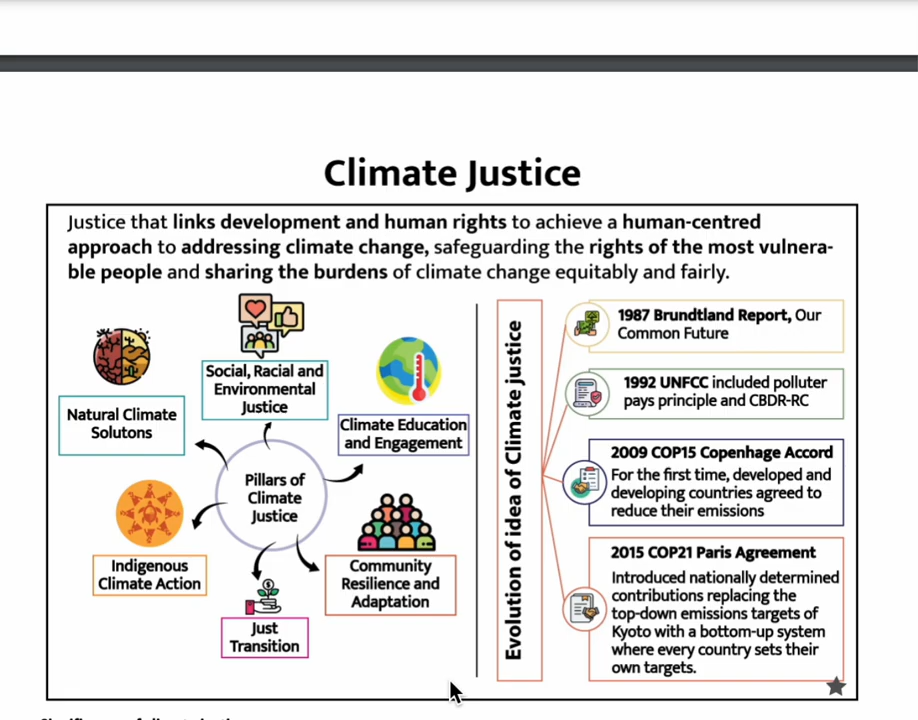 Climate Justice
Justice that links development and human rights to achieve a human-centred
approach to addressing climate change, safeguarding the rights of the most vulnera-
ble people and sharing the burdens of climate change equitably and fairly.
Social, Racial and
Environmental
Justice
Natural Climate
Solutons
Climate Education
and Engagement
Pillars of
Climate
Justice
Indigenous
Climate Action
Community
Resilience and
Adaptation
Just
Transition
Evolution of idea of Climate justice
1987 Brundtland Report, Our
Common Future
1992 UNFCC included polluter
pays principle and CBDR-RC
2009 COP15 Copenhage Accord
For the first time, developed and
developing countries agreed to
reduce their emissions
2015 COP21 Paris Agreement
Introduced nationally determined
contributions replacing the
top-down emissions targets of
Kyoto with a bottom-up system
where every country sets their
own targets.